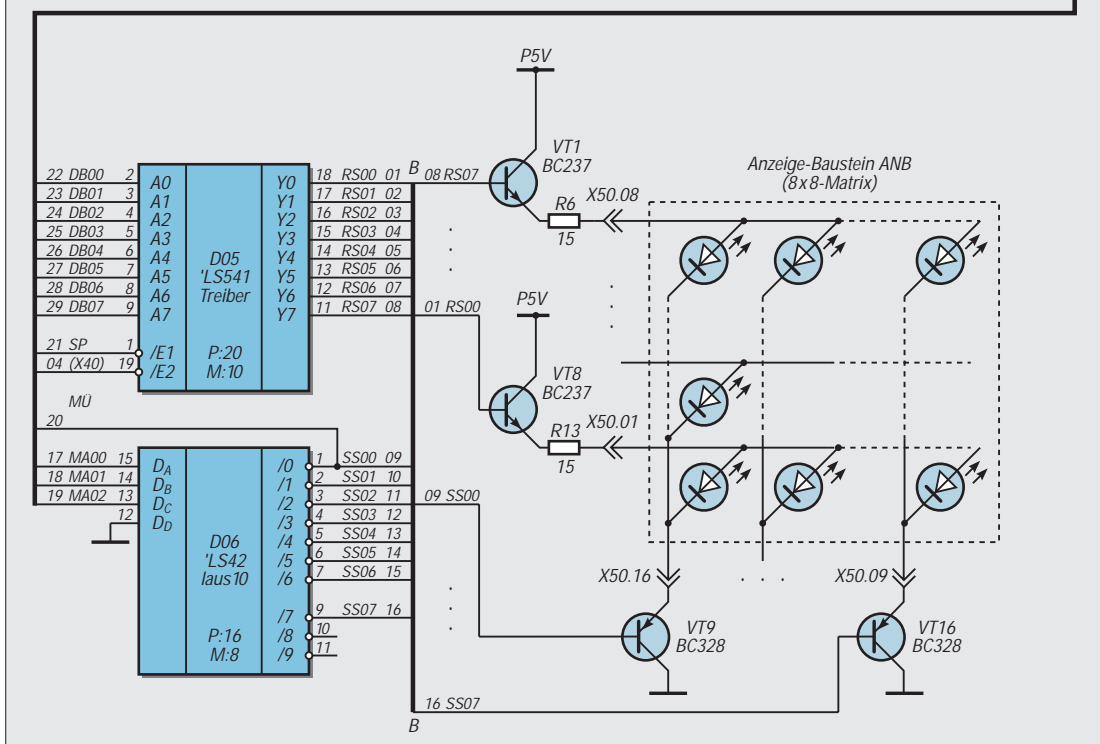 P5V
VT1
BC237
B
08 RS07
R6
15
X50.08
Anzeige-Baustein ANB
(8x8-Matrix)
22 DB00 2 A0 Y0 18 RS00 01
23 DB01 3 A1 Y1 17 RS01 02
24 DB02 4 A2 Y2 16 RS02 03
25 DB03 5 A3 Y3 15 RS03 04
26 DB04 6 A4 Y4 14 RS04 05
27 DB05 7 A5 Y5 13 RS05 06
28 DB06 8 A6 Y6 12 RS06 07
29 DB07 9 A7 Y7 11 RS07 08
D05
'LS541
Treiber
21 SP 1 /E1
04 (X40) 19 /E2
P:20
M:10
01 RS00
P5V
VT8
BC237
R13
15
X50.01
MÜ
20
17 MA00 15 DA /0 1 SS00 09
18 MA01 14 DB /1 2 SS01 10
19 MA02 13 DC /2 3 SS02 11
12 DD /3 4 SS03 12
/4 5 SS04 13
/5 6 SS05 14
/6 7 SS06 15
/7 9 SS07 16
/8 10
/9 11
D06
'LS42
1aus10
P:16
M:8
09 SS00
X50.16
. . .
X50.09
VT9
BC328
VT16
BC328
16 SS07
B